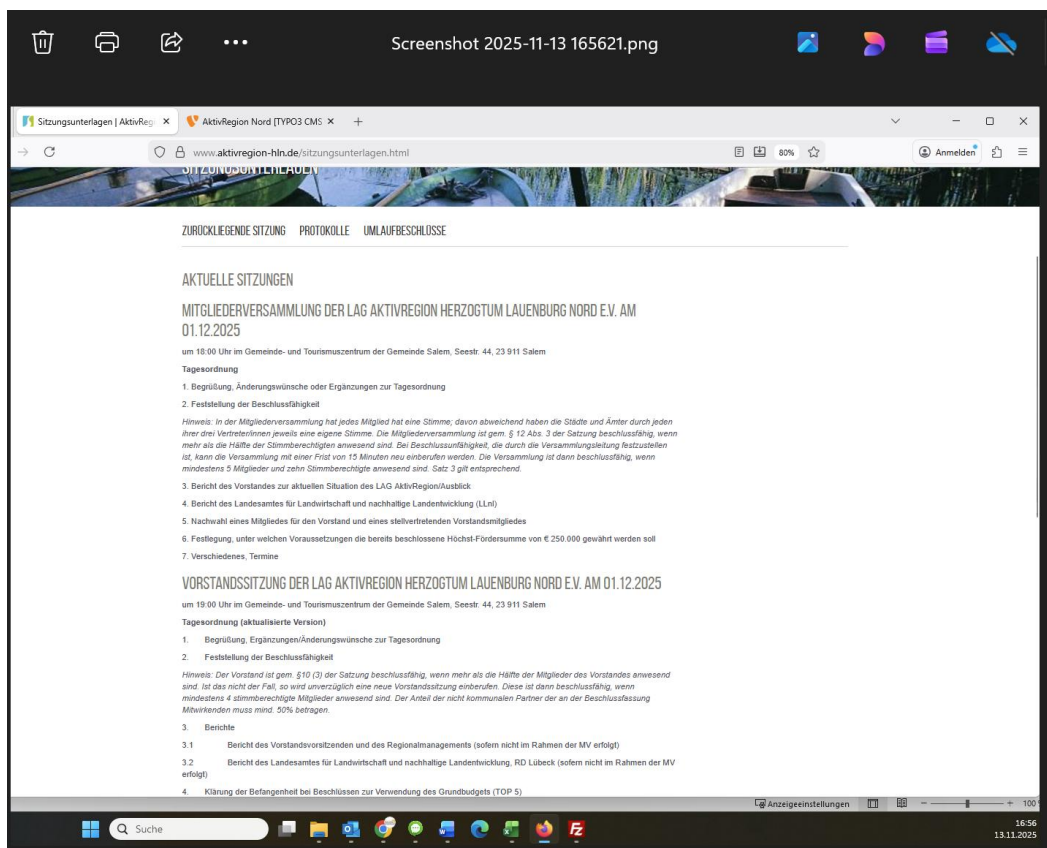 Screenshot 2025-11-13 165621.png
Sitzungsunterlagen | AktivReg
AktivRegion Nord [TYPO3 CMS
www.aktivregion-hln.de/sitzungsunterlagen.html
80%
Anmelden
SITZUNGSUNTERLAGEN
ZURÜCKLIEGENDE SITZUNG PROTOKOLLE UMLAUFBESCHLÜSSE
AKTUELLE SITZUNGEN
MITGLIEDERVERSAMMLUNG DER LAG AKTIVREGION HERZOGTUM LAUENBURG NORD E.V. AM
01.12.2025
um 18:00 Uhr im Gemeinde- und Tourismuszentrum der Gemeinde Salem, Seestr. 44, 23 911 Salem
Tagesordnung
1. Begrüßung, Änderungswünsche oder Ergänzungen zur Tagesordnung
2. Feststellung der Beschlussfähigkeit
Hinweis: In der Mitgliederversammlung hat jedes Mitglied hat eine Stimme; davon abweichend haben die Städte und Ämter durch jeden
ihrer drei Vertreter/innen jeweils eine eigene Stimme. Die Mitgliederversammlung ist gem. § 12 Abs. 3 der Satzung beschlussfähig, wenn
mehr als die Hälfte der Stimmberechtigten anwesend sind. Bei Beschlussunfähigkeit, die durch die Versammlungsleitung festzustellen
ist, kann die Versammlung mit einer Frist von 15 Minuten neu einberufen werden. Die Versammlung ist dann beschlussfähig, wenn
mindestens 5 Mitglieder und zehn Stimmberechtigte anwesend sind. Satz 3 gilt entsprechend.
3. Bericht des Vorstandes zur aktuellen Situation des LAG AktivRegion/Ausblick
4. Bericht des Landesamtes für Landwirtschaft und nachhaltige Landentwicklung (LLnl)
5. Nachwahl eines Mitgliedes für den Vorstand und eines stellvertretenden Vorstandsmitgliedes
6. Festlegung, unter welchen Voraussetzungen die bereits beschlossene Höchst-Fördersumme von € 250.000 gewährt werden soll
7. Verschiedenes, Termine
VORSTANDSSITZUNG DER LAG AKTIVREGION HERZOGTUM LAUENBURG NORD E.V. AM 01.12.2025
um 19:00 Uhr im Gemeinde- und Tourismuszentrum der Gemeinde Salem, Seestr. 44, 23 911 Salem
Tagesordnung (aktualisierte Version)
1. Begrüßung, Ergänzungen/Änderungswünsche zur Tagesordnung
2. Feststellung der Beschlussfähigkeit
Hinweis: Der Vorstand ist gem. §10 (3) der Satzung beschlussfähig, wenn mehr als die Hälfte der Mitglieder des Vorstandes anwesend
sind. Ist das nicht der Fall, so wird unverzüglich eine neue Vorstandssitzung einberufen. Diese ist dann beschlussfähig, wenn
mindestens 4 stimmberechtigte Mitglieder anwesend sind. Der Anteil der nicht kommunalen Partner der an der Beschlussfassung
Mitwirkenden muss mind. 50% betragen.
3. Berichte
3.1 Bericht des Vorstandsvorsitzenden und des Regionalmanagements (sofern nicht im Rahmen der MV erfolgt)
3.2 Bericht des Landesamtes für Landwirtschaft und nachhaltige Landentwicklung, RD Lübeck (sofern nicht im Rahmen der MV
erfolgt)
4. Klärung der Befangenheit bei Beschlüssen zur Verwendung des Grundbudgets (TOP 5)
Anzeigeeinstellungen
100
Suche
16:56
13.11.2025